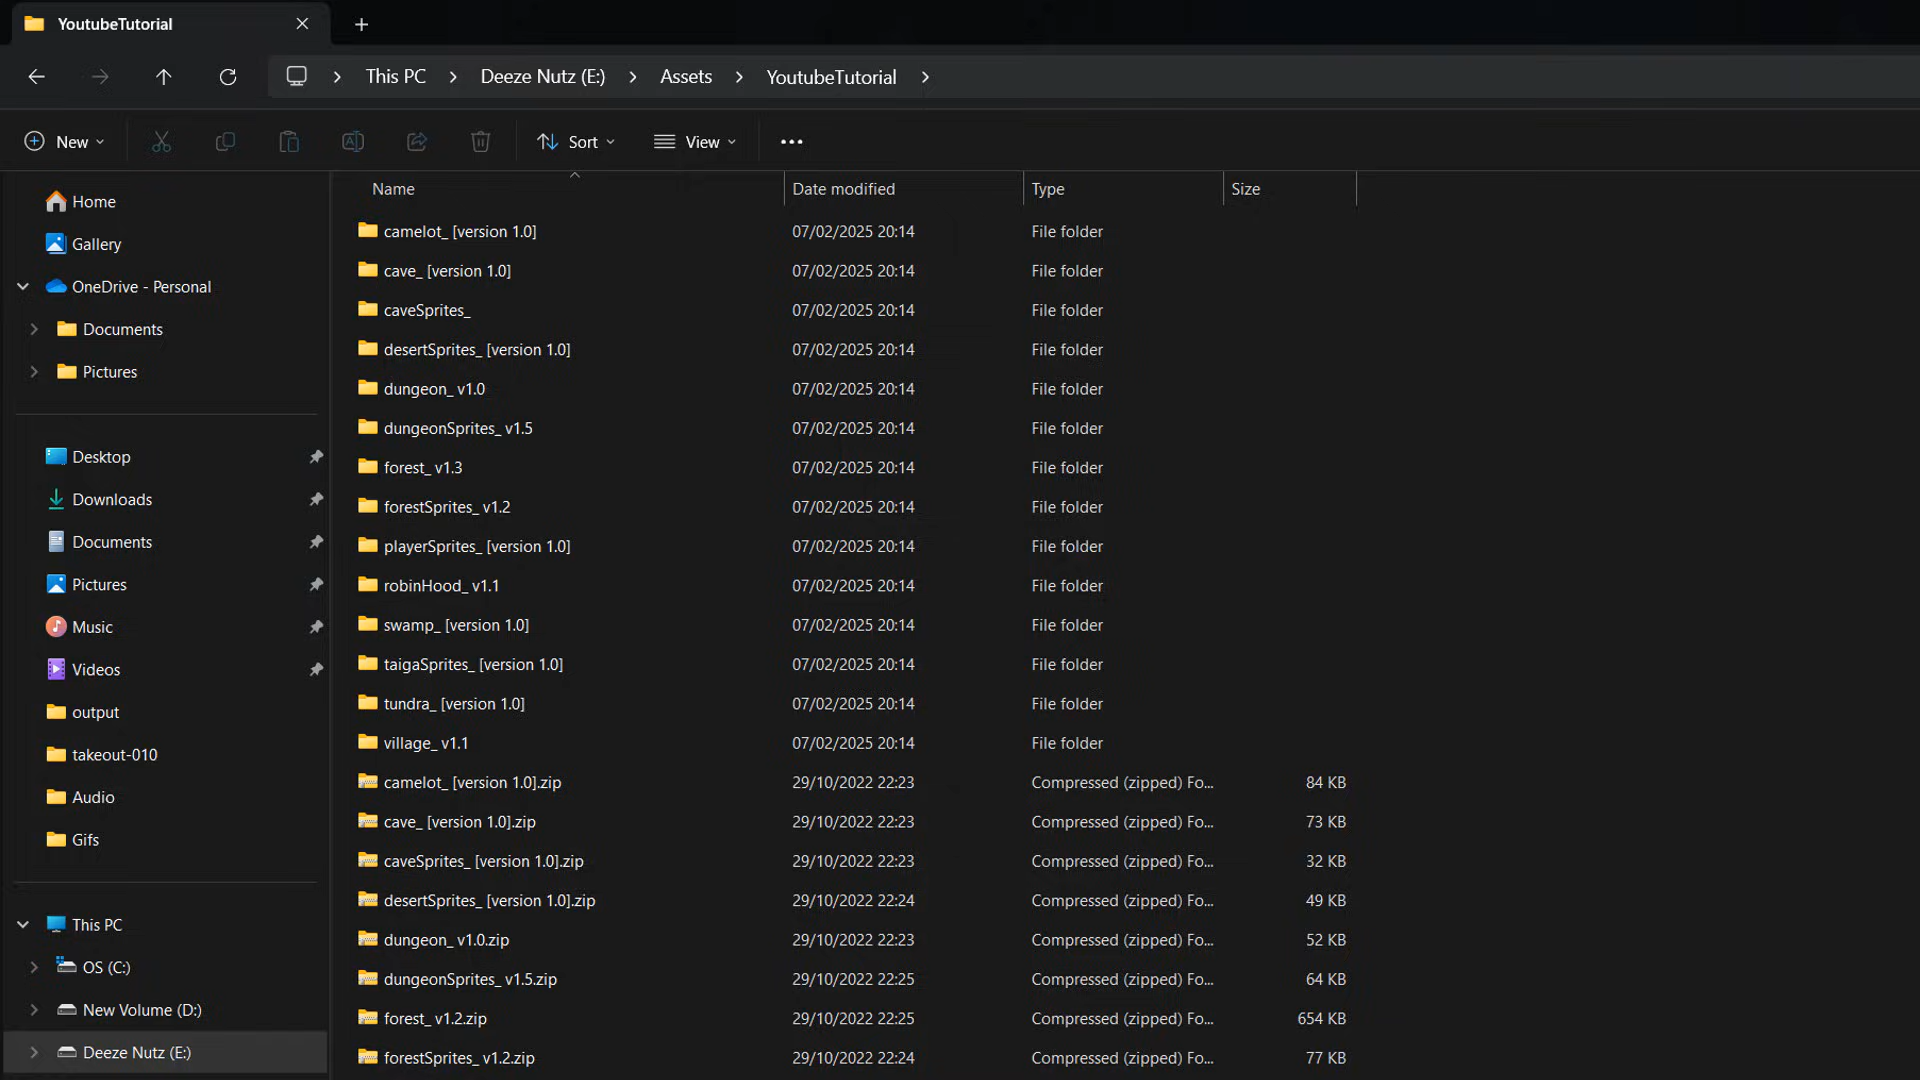 YoutubeTutorial
This PC > Deeze Nutz (E:) > Assets > YoutubeTutorial >
New Sort View
Name Date modified Type Size
Home
Gallery
OneDrive - Personal
Documents
Pictures
Desktop
Downloads
Documents
Pictures
Music
Videos
output
takeout-010
Audio
Gifs
This PC
OS (C:)
New Volume (D:)
Deeze Nutz (E:)
camelot_ [version 1.0] 07/02/2025 20:14 File folder
cave_ [version 1.0] 07/02/2025 20:14 File folder
caveSprites_ 07/02/2025 20:14 File folder
desertSprites_ [version 1.0] 07/02/2025 20:14 File folder
dungeon_ v1.0 07/02/2025 20:14 File folder
dungeonSprites_ v1.5 07/02/2025 20:14 File folder
forest_ v1.3 07/02/2025 20:14 File folder
forestSprites_ v1.2 07/02/2025 20:14 File folder
playerSprites_ [version 1.0] 07/02/2025 20:14 File folder
robinHood_ v1.1 07/02/2025 20:14 File folder
swamp_ [version 1.0] 07/02/2025 20:14 File folder
taigaSprites_ [version 1.0] 07/02/2025 20:14 File folder
tundra_ [version 1.0] 07/02/2025 20:14 File folder
village_ v1.1 07/02/2025 20:14 File folder
camelot_ [version 1.0].zip 29/10/2022 22:23 Compressed (zipped) Fo... 84 KB
cave_ [version 1.0].zip 29/10/2022 22:23 Compressed (zipped) Fo... 73 KB
caveSprites_ [version 1.0].zip 29/10/2022 22:23 Compressed (zipped) Fo... 32 KB
desertSprites_ [version 1.0].zip 29/10/2022 22:24 Compressed (zipped) Fo... 49 KB
dungeon_ v1.0.zip 29/10/2022 22:23 Compressed (zipped) Fo... 52 KB
dungeonSprites_ v1.5.zip 29/10/2022 22:25 Compressed (zipped) Fo... 64 KB
forest_ v1.2.zip 29/10/2022 22:25 Compressed (zipped) Fo... 654 KB
forestSprites_ v1.2.zip 29/10/2022 22:24 Compressed (zipped) Fo... 77 KB